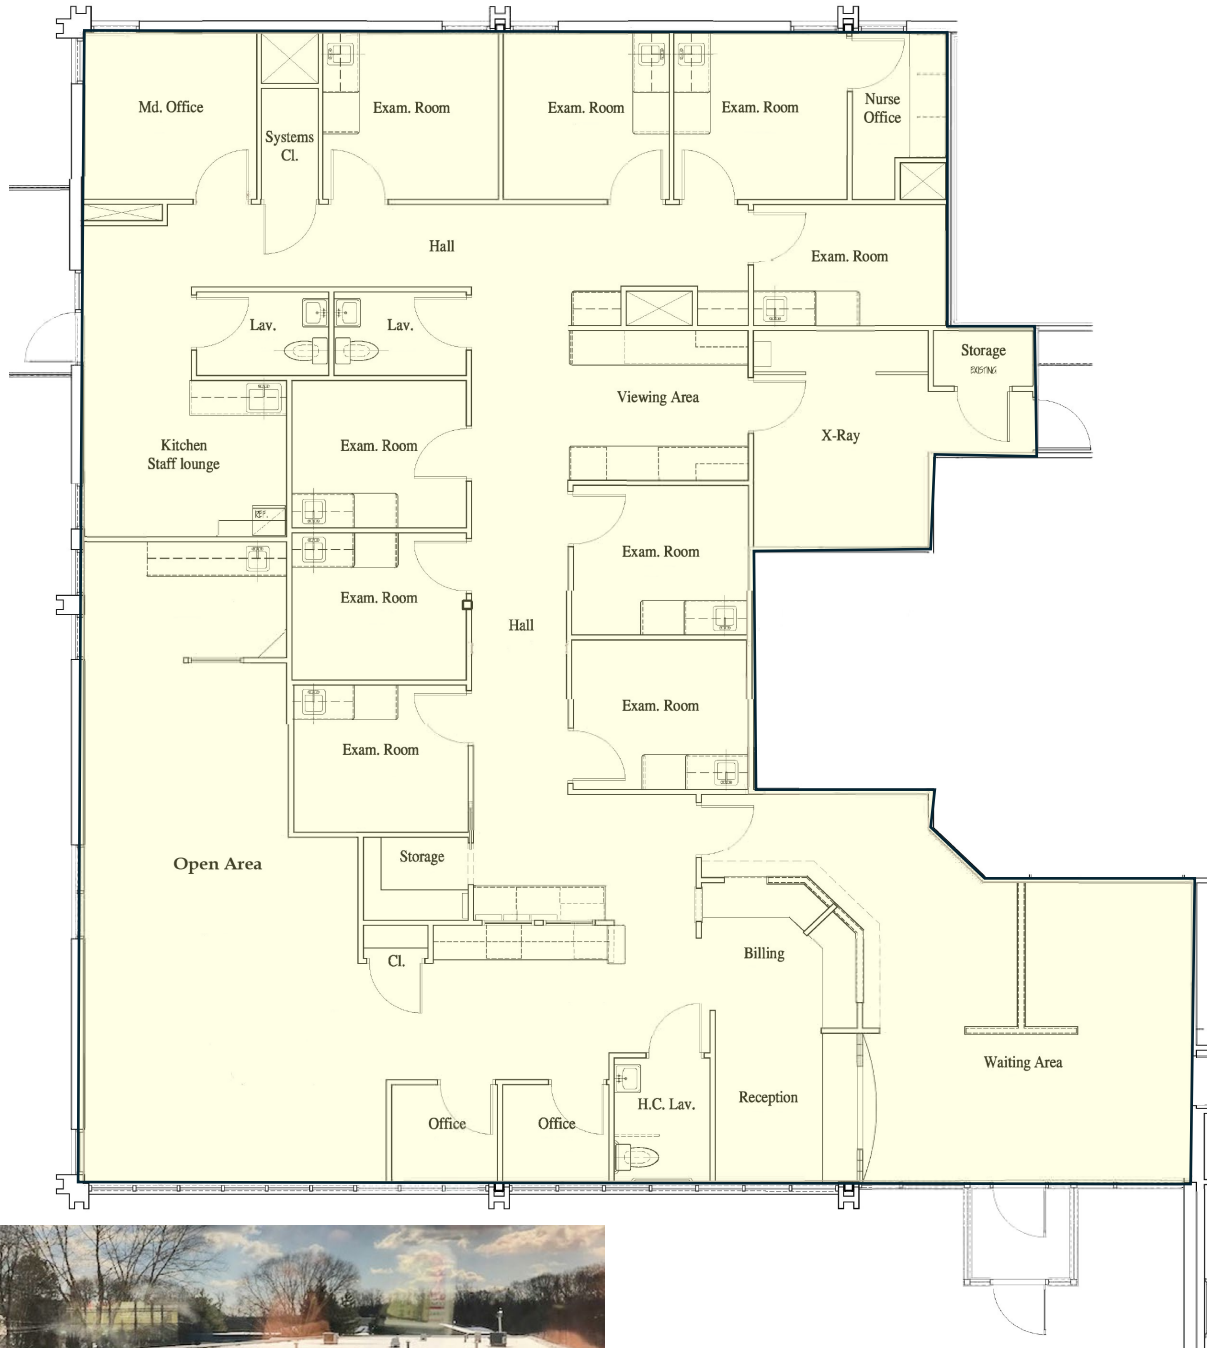 Md. Office
Systems
Cl.
Exam. Room
Exam. Room
Exam. Room
Nurse
Office
Hall
Exam. Room
Lav.
Lav.
Viewing Area
Storage
EXISTING
X-Ray
Kitchen
Staff lounge
REF.
Exam. Room
Exam. Room
Exam. Room
Hall
Exam. Room
Exam. Room
Open Area
Storage
Cl.
Billing
Waiting Area
Office
Office
H.C. Lav.
Reception